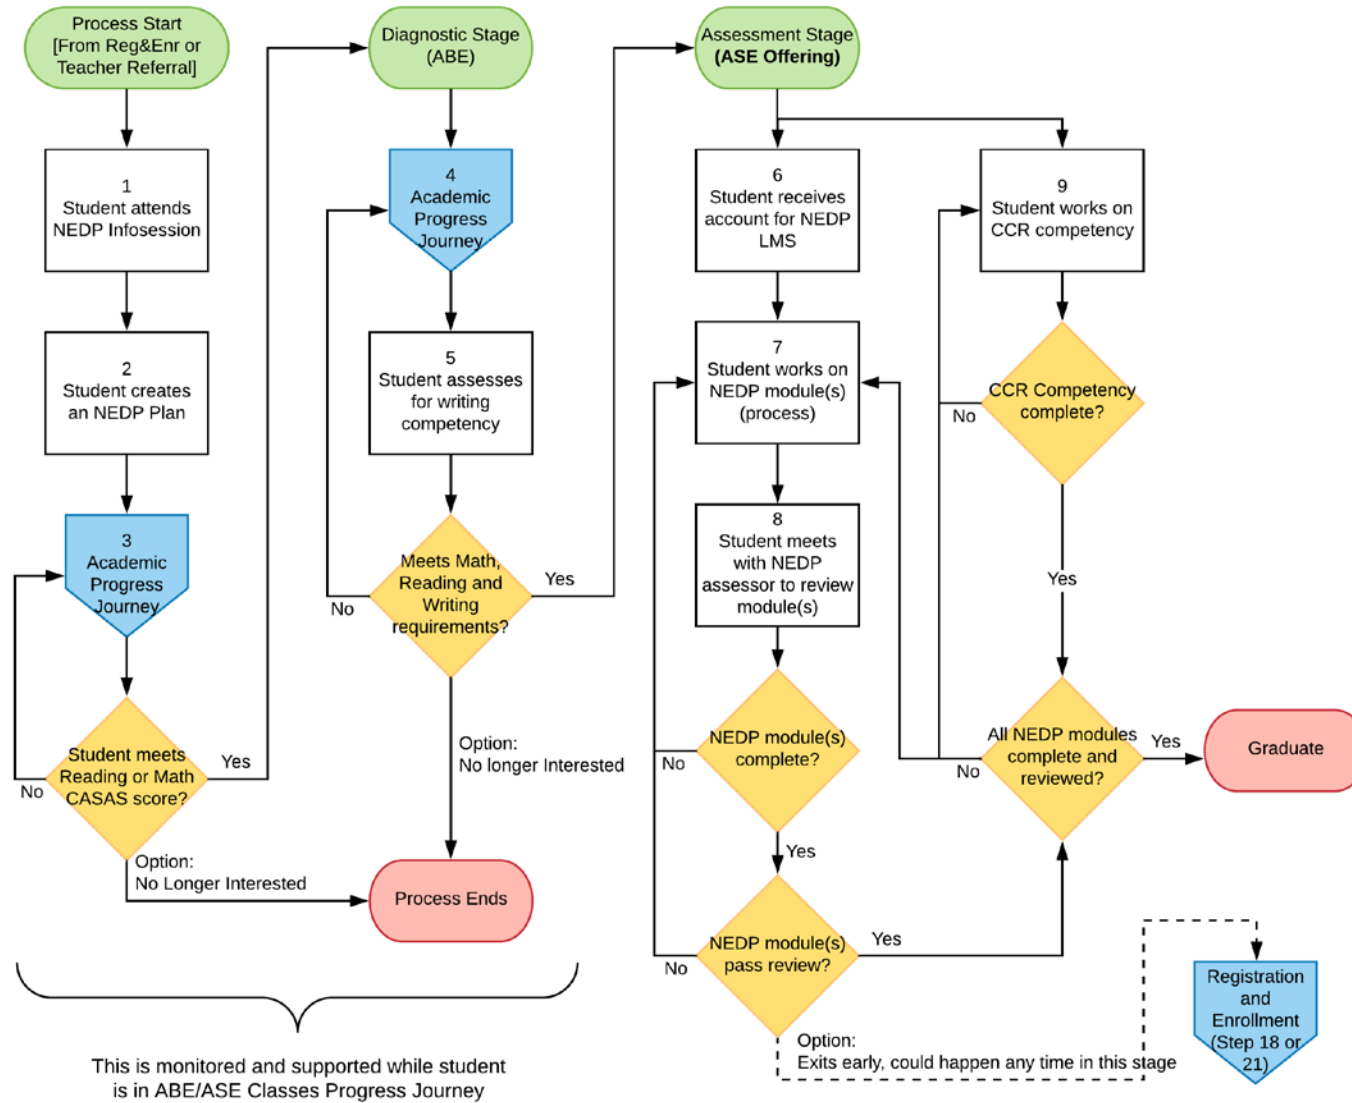 Process Start
[From Reg&Enr or
Teacher Referral]
1
Student attends
NEDP Infosession
2
Student creates
an NEDP Plan
3
Academic
Progress
Journey
Student meets
Reading or Math
CASAS score?
No
Yes
Option:
No Longer Interested
Diagnostic Stage
(ABE)
4
Academic
Progress
Journey
5
Student assesses
for writing
competency
Meets Math,
Reading and
Writing
requirements?
No
Yes
Option:
No longer Interested
Process Ends
This is monitored and supported while student
is in ABE/ASE Classes Progress Journey
Assessment Stage
(ASE Offering)
6
Student receives
account for NEDP
LMS
7
Student works on
NEDP module(s)
(process)
8
Student meets
with NEDP
assessor to review
module(s)
NEDP module(s)
complete?
No
Yes
NEDP module(s)
pass review?
No
Yes
Option:
Exits early, could happen any time in this stage
9
Student works on
CCR competency
CCR Competency
complete?
No
Yes
All NEDP modules
complete and
reviewed?
No
Yes
Graduate
Registration
and
Enrollment
(Step 18 or
21)